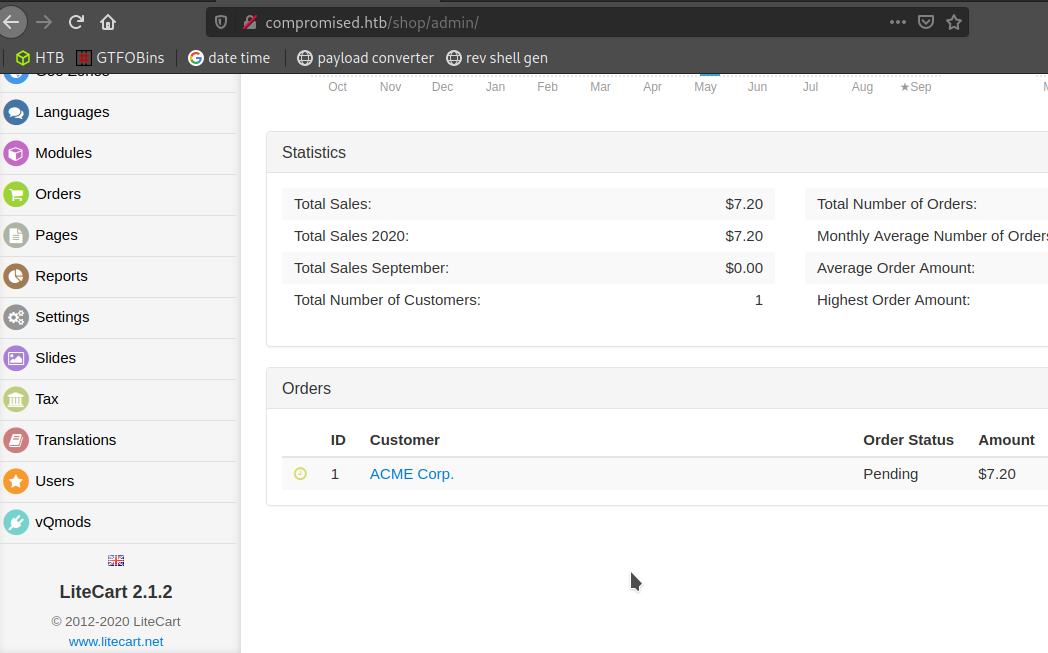 compromised.htb/shop/admin/
HTB GTFOBins date time payload converter rev shell gen
Geo Zones
Languages
Modules
Orders
Pages
Reports
Settings
Slides
Tax
Translations
Users
vQmods
LiteCart 2.1.2
© 2012-2020 LiteCart
www.litecart.net
Oct Nov Dec Jan Feb Mar Apr May Jun Jul Aug ★Sep
Statistics
Total Sales: $7.20
Total Sales 2020: $7.20
Total Sales September: $0.00
Total Number of Customers: 1
Total Number of Orders:
Monthly Average Number of Orders
Average Order Amount:
Highest Order Amount:
Orders
ID Customer Order Status Amount
1 ACME Corp. Pending $7.20